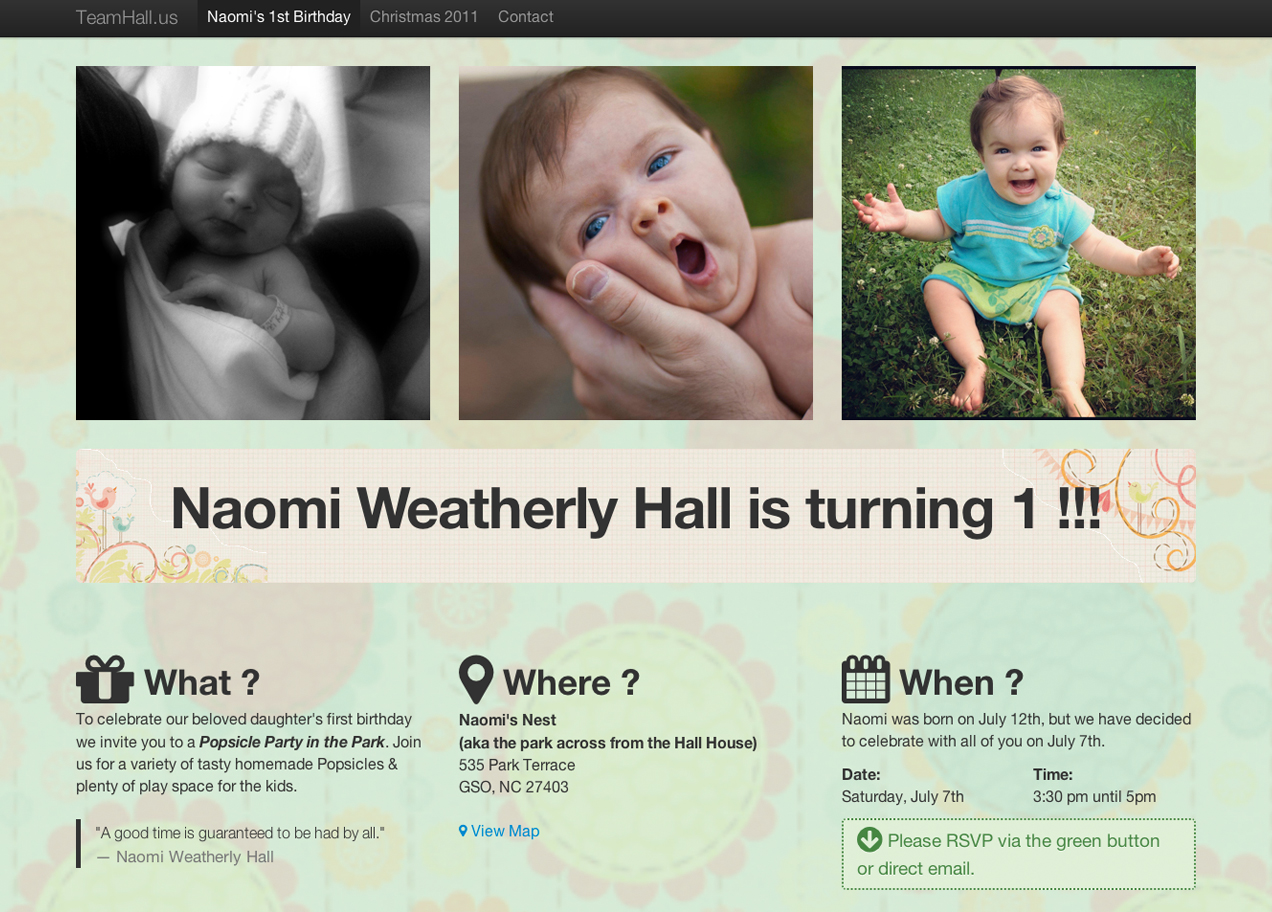 TeamHall.us Naomi's 1st Birthday Christmas 2011 Contact
Naomi Weatherly Hall is turning 1 !!!
What ?
To celebrate our beloved daughter's first birthday
we invite you to a Popsicle Party in the Park. Join
us for a variety of tasty homemade Popsicles &
plenty of play space for the kids.
"A good time is guaranteed to be had by all."
— Naomi Weatherly Hall
Where ?
Naomi's Nest
(aka the park across from the Hall House)
535 Park Terrace
GSO, NC 27403
View Map
When ?
Naomi was born on July 12th, but we have decided
to celebrate with all of you on July 7th.
Date: Time:
Saturday, July 7th 3:30 pm until 5pm
Please RSVP via the green button
or direct email.